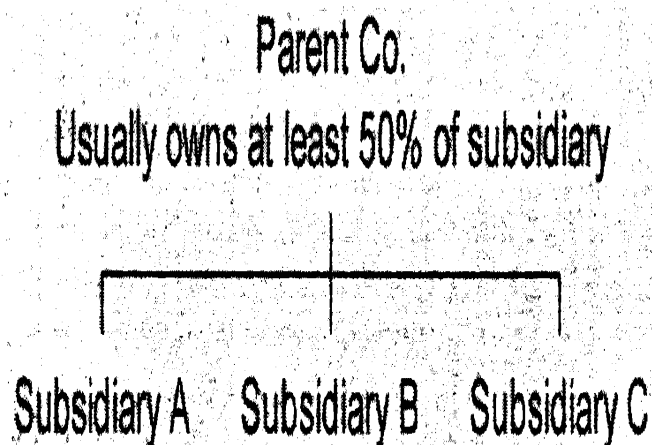 Parent Co.
Usually owns at least 50% of subsidiary
Subsidiary A Subsidiary B Subsidiary C